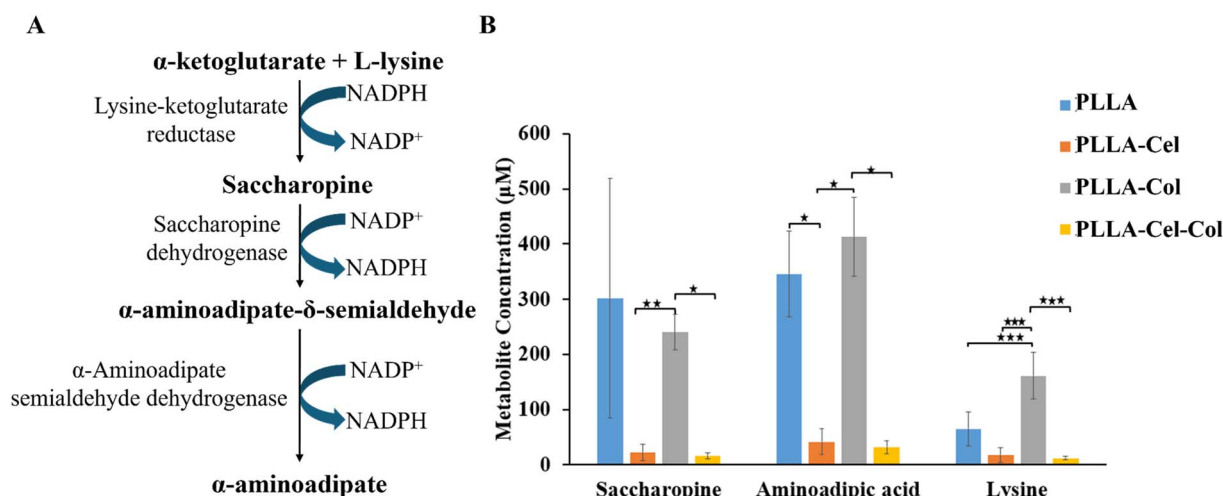 A
α-ketoglutarate + L-lysine
Lysine-ketoglutarate
reductase
NADPH
NADP⁺
Saccharopine
Saccharopine
dehydrogenase
NADP⁺
NADPH
α-aminoadipate-δ-semialdehyde
α-Aminoadipate
semialdehyde dehydrogenase
NADP⁺
NADPH
α-aminoadipate
B
PLLA
PLLA-Cel
PLLA-Col
PLLA-Cel-Col
Metabolite Concntration (µM)
600
500
400
300
200
100
0
★★
★
★
★
★
★★★
★★★
★★★
Saccharopine
Aminoadipic acid
Lysine